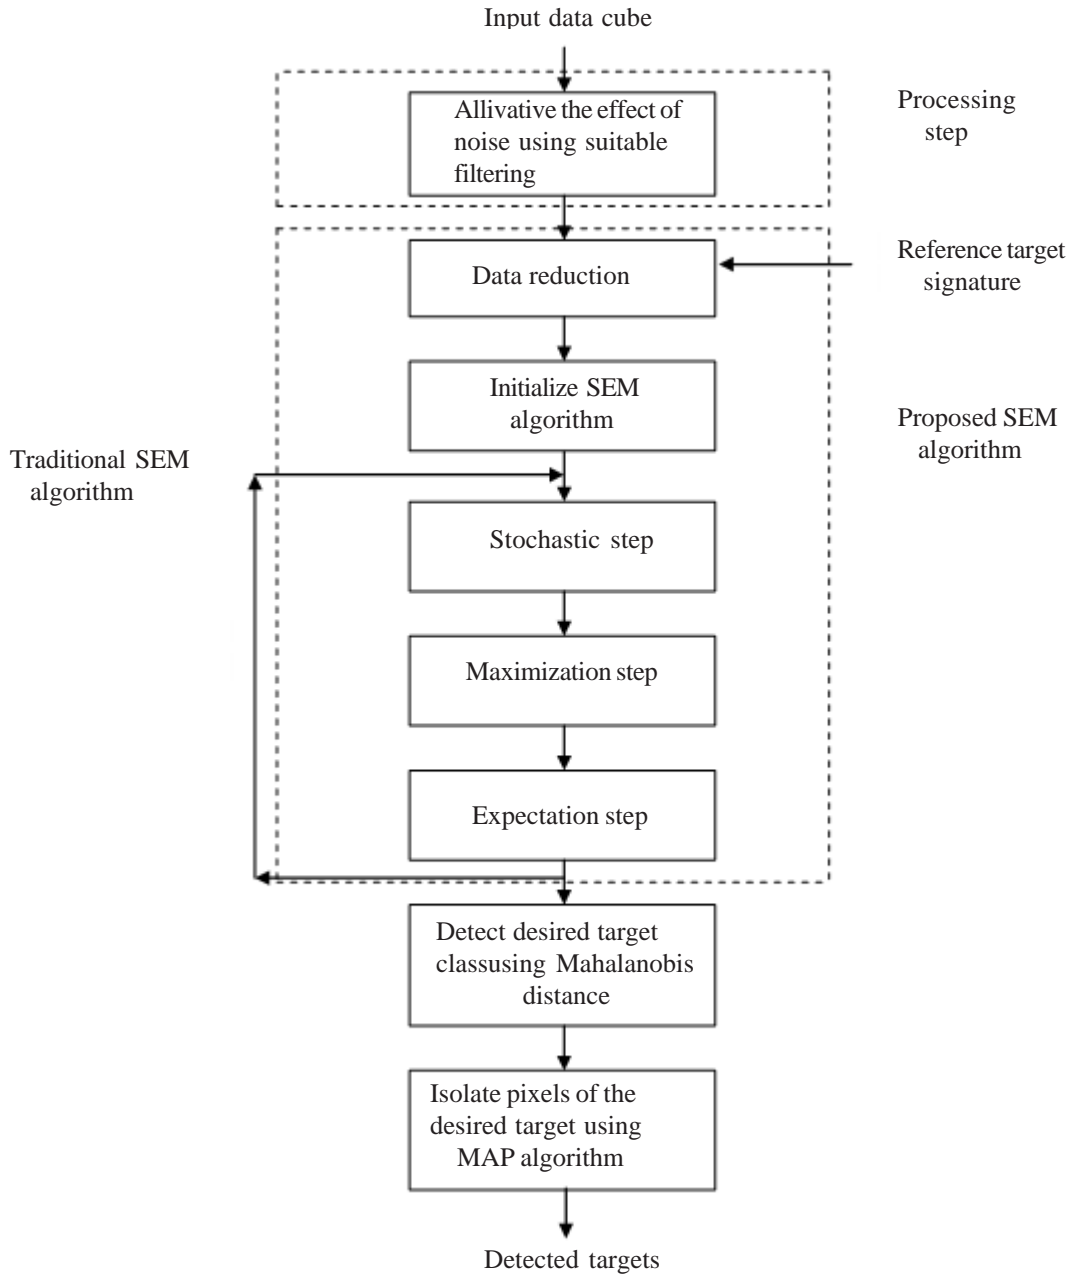 Input data cube
Allivative the effect of
noise using suitable
filtering
Processing
step
Data reduction
Reference target
signature
Initialize SEM
algorithm
Proposed SEM
algorithm
Traditional SEM
algorithm
Stochastic step
Maximization step
Expectation step
Detect desired target
classusing Mahalanobis
distance
Isolate pixels of the
desired target using
MAP algorithm
Detected targets